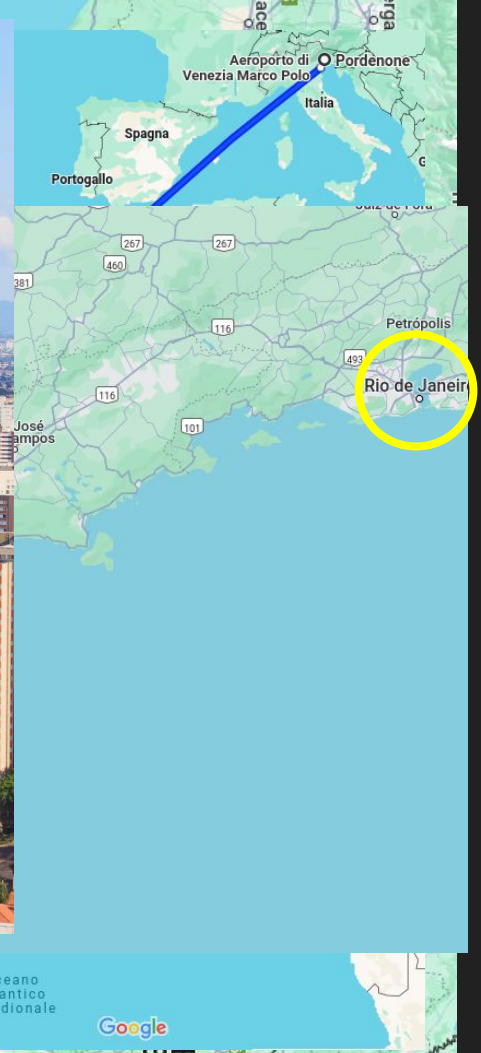 Aeroporto di
Venezia Marco Polo
Pordenone
Italia
Spagna
Portogallo
267
267
460
381
116
Petrópolis
493
Rio de Janeir
116
101
José
ampos
ceano
antico
dionale
Google